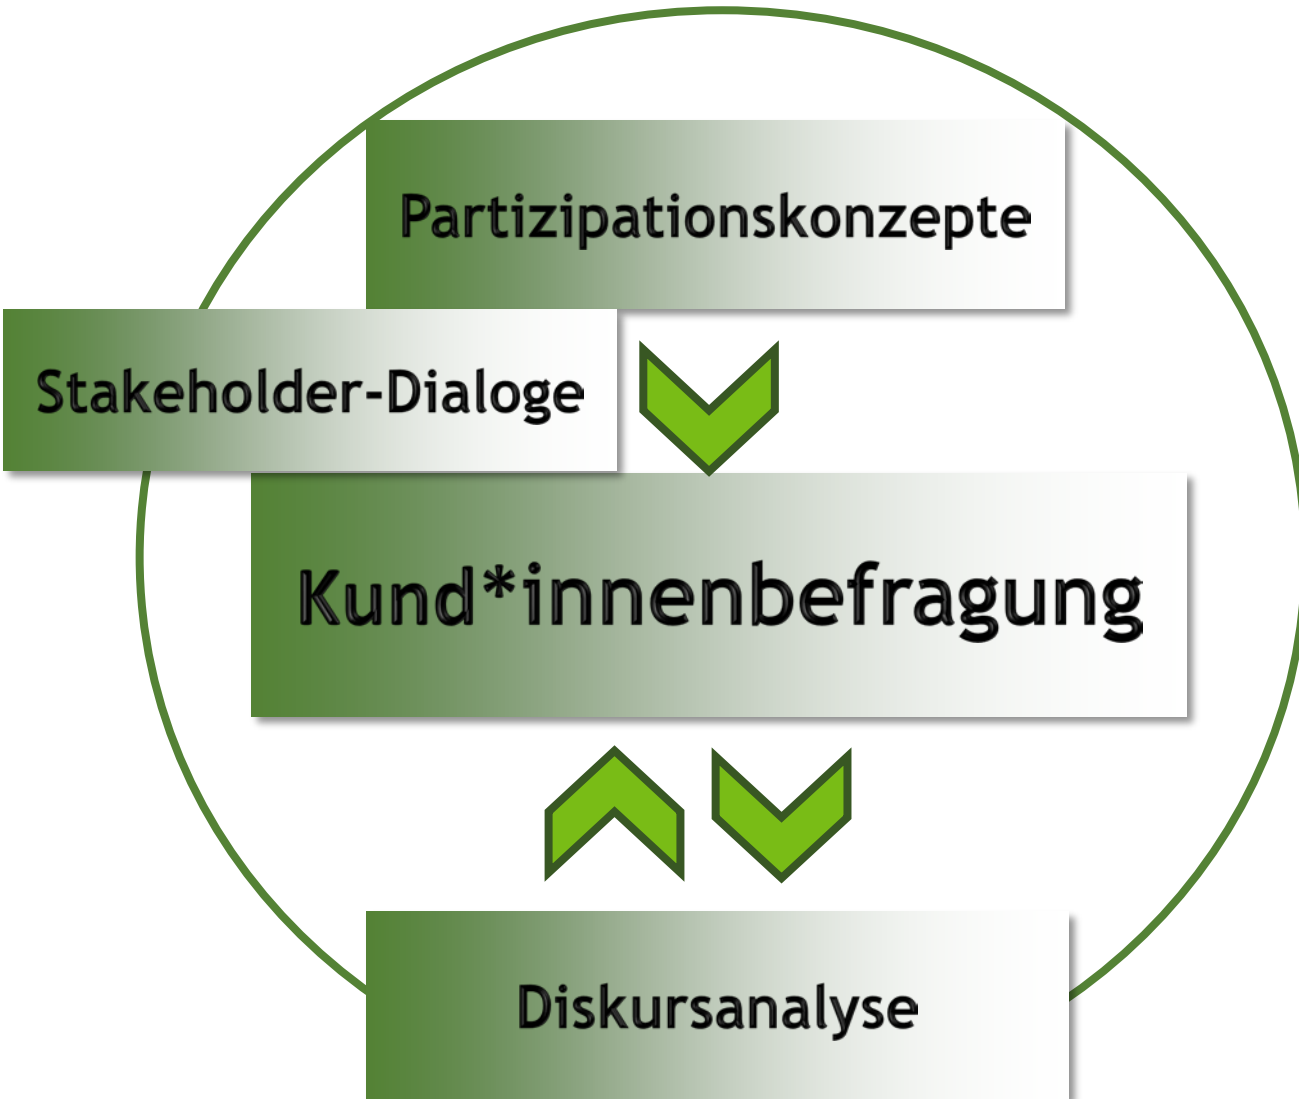 Partizipationskonzepte
Stakeholder-Dialoge
Kund*innenbefragung
Diskursanalyse